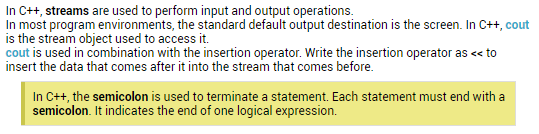 In C++, streams are used to perform input and output operations.
In most program environments, the standard default output destination is the screen. In C++, cout
is the stream object used to access it.
cout is used in combination with the insertion operator. Write the insertion operator as << to
insert the data that comes after it into the stream that comes before.
In C++, the semicolon is used to terminate a statement. Each statement must end with a
semicolon. It indicates the end of one logical expression.